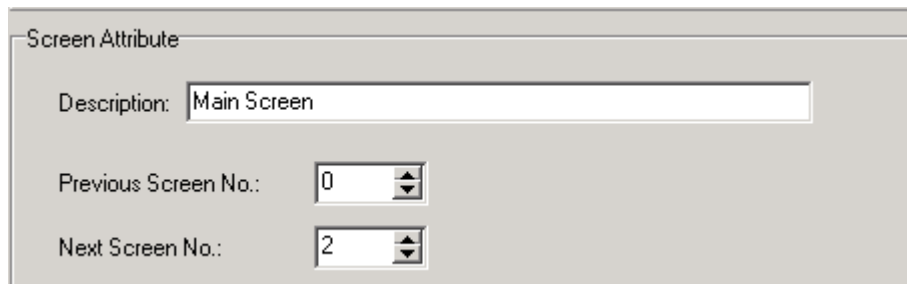 Screen Attribute
Description: Main Screen
Previous Screen No.: 0
Next Screen No.: 2